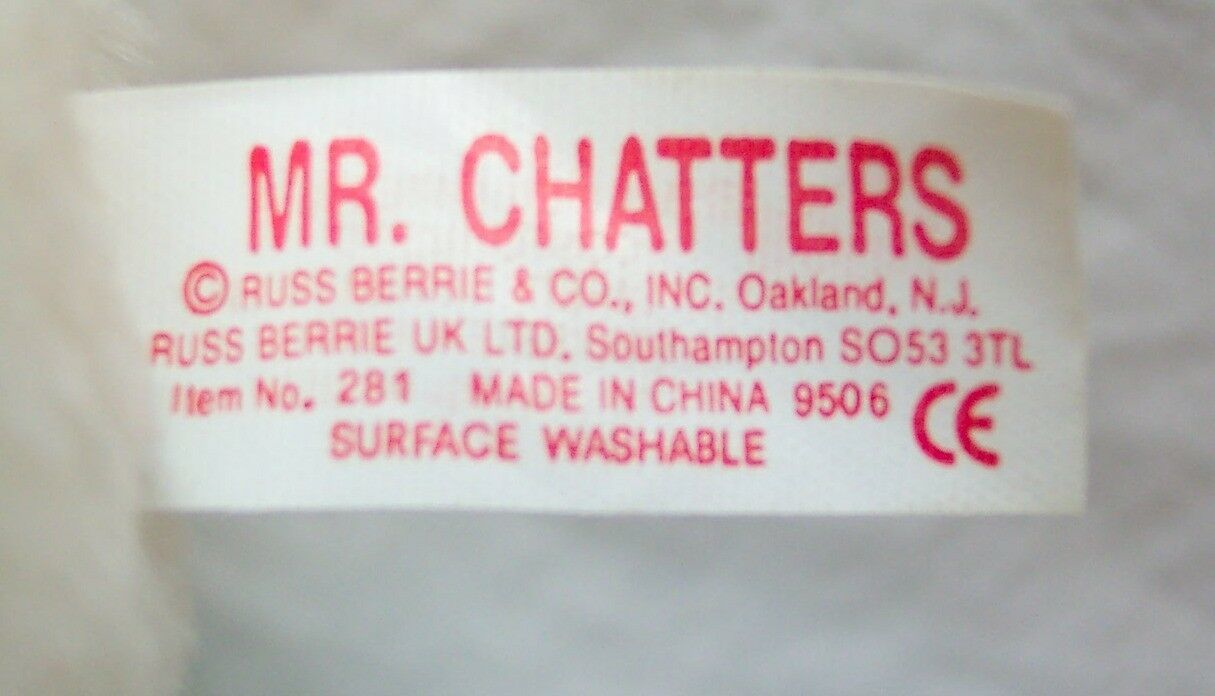 MR. CHATTERS
© RUSS BERRIE & CO., INC. Oakland, N.J.
RUSS BERRIE UK LTD. Southampton SO53 3TL
Item No. 281 MADE IN CHINA 9506 CE
SURFACE WASHABLE